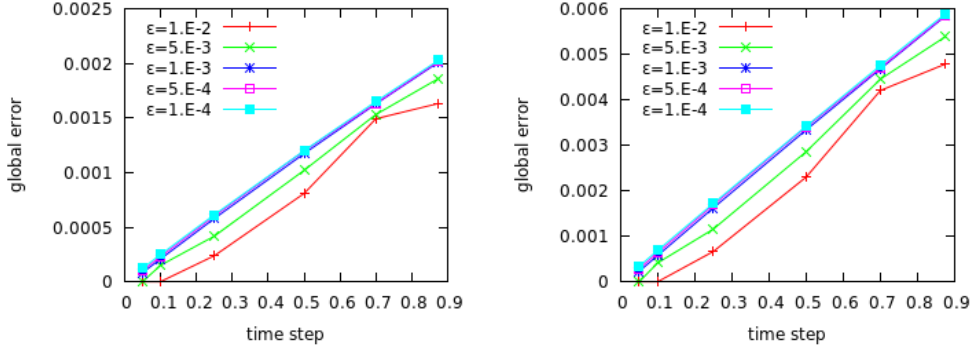 0.0025
0.002
0.0015
0.001
0.0005
0
global error
ε=1.E-2
ε=5.E-3
ε=1.E-3
ε=5.E-4
ε=1.E-4
0 0.1 0.2 0.3 0.4 0.5 0.6 0.7 0.8 0.9
time step
0.006
0.005
0.004
0.003
0.002
0.001
0
global error
ε=1.E-2
ε=5.E-3
ε=1.E-3
ε=5.E-4
ε=1.E-4
0 0.1 0.2 0.3 0.4 0.5 0.6 0.7 0.8 0.9
time step